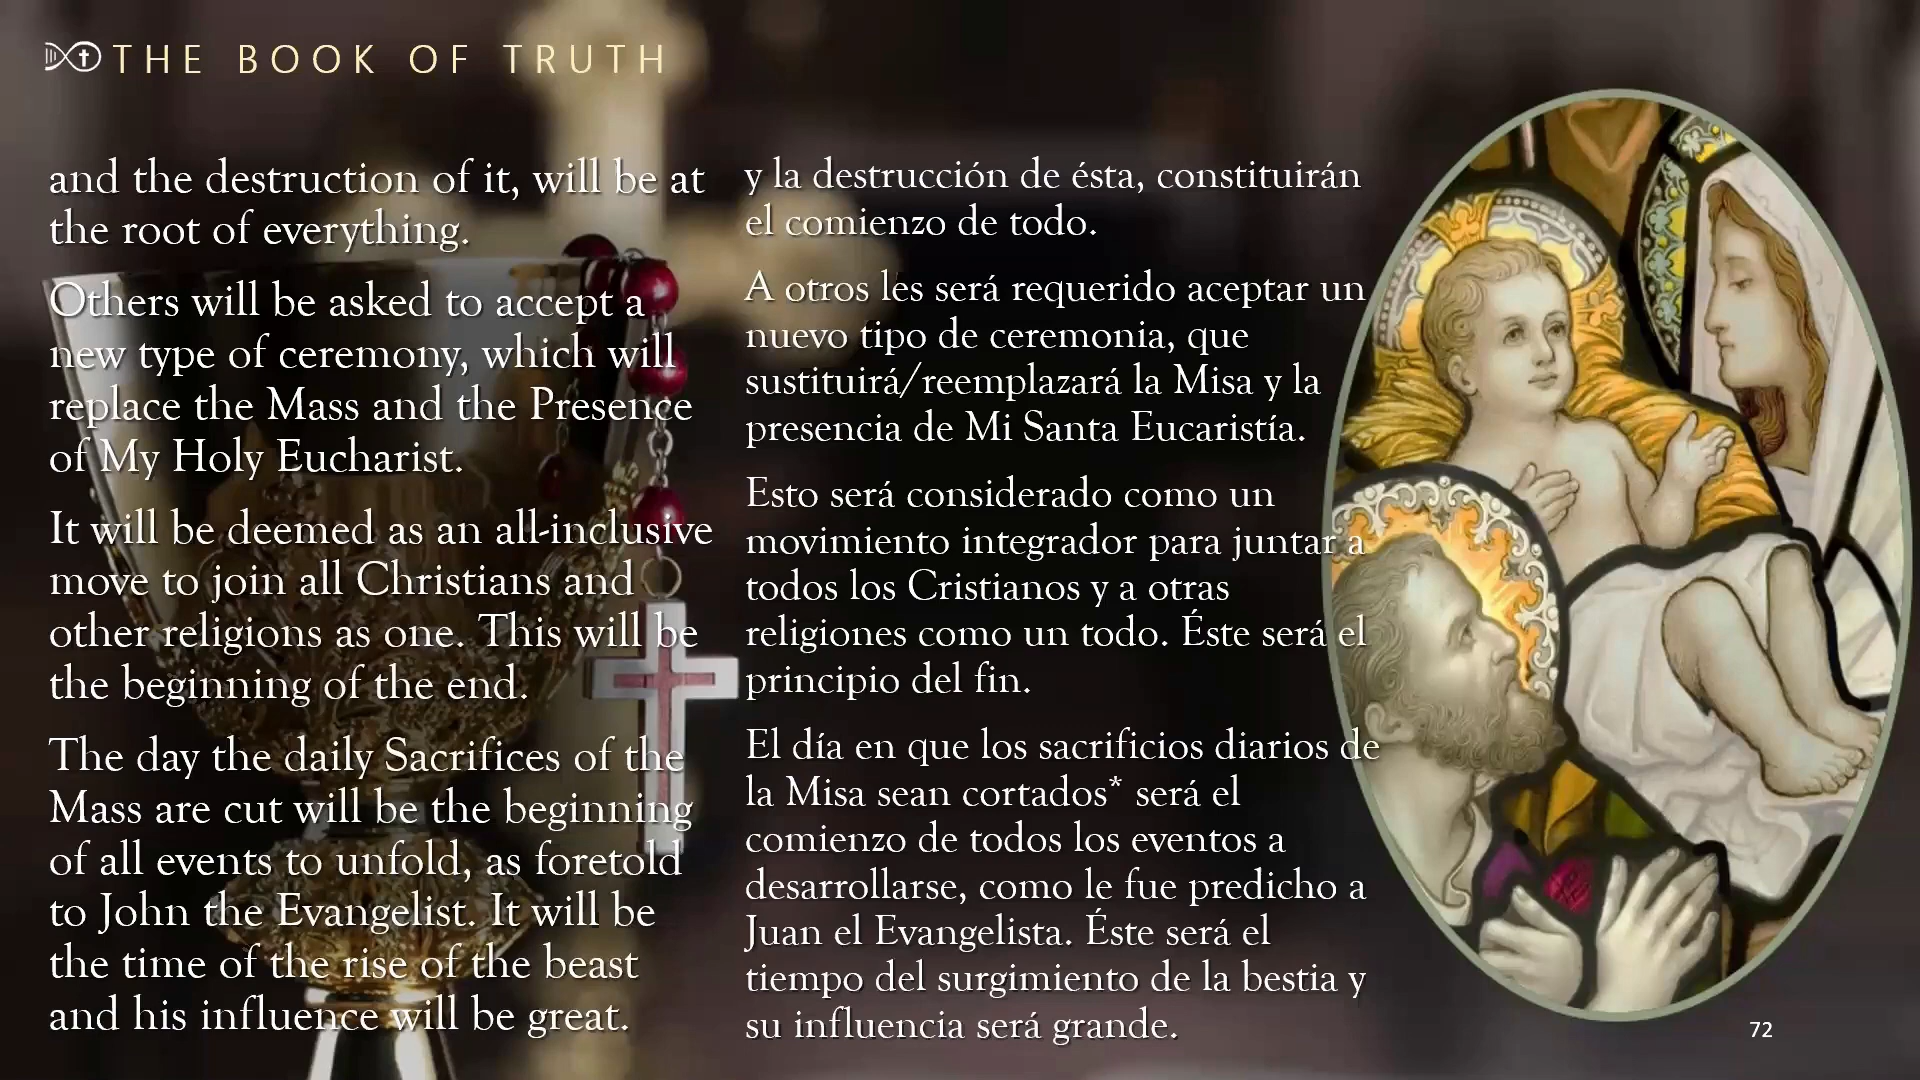 THE BOOK OF TRUTH
and the destruction of it, will be at
the root of everything.
Others will be asked to accept a
new type of ceremony, which will
replace the Mass and the Presence
of My Holy Eucharist.
It will be deemed as an all-inclusive
move to join all Christians and
other religions as one. This will be
the beginning of the end.
The day the daily Sacrifices of the
Mass are cut will be the beginning
of all events to unfold, as foretold
to John the Evangelist. It will be
the time of the rise of the beast
and his influence will be great.
y la destrucción de ésta, constituirán
el comienzo de todo.
A otros les será requerido aceptar un
nuevo tipo de ceremonia, que
sustituirá/reemplazará la Misa y la
presencia de Mi Santa Eucaristía.
Esto será considerado como un
movimiento integrador para juntar a
todos los Cristianos y a otras
religiones como un todo. Éste será el
principio del fin.
El día en que los sacrificios diarios de
la Misa sean cortados* será el
comienzo de todos los eventos a
desarrollarse, como le fue predicho a
Juan el Evangelista. Éste será el
tiempo del surgimiento de la bestia y
su influencia será grande.
72